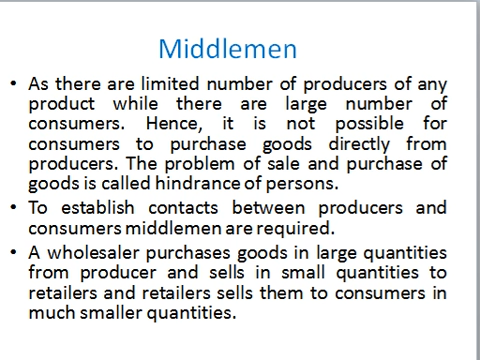 Middlemen
• As there are limited number of producers of any
product while there are large number of
consumers. Hence, it is not possible for
consumers to purchase goods directly from
producers. The problem of sale and purchase of
goods is called hindrance of persons.
• To establish contacts between producers and
consumers middlemen are required.
• A wholesaler purchases goods in large quantities
from producer and sells in small quantities to
retailers and retailers sells them to consumers in
much smaller quantities.